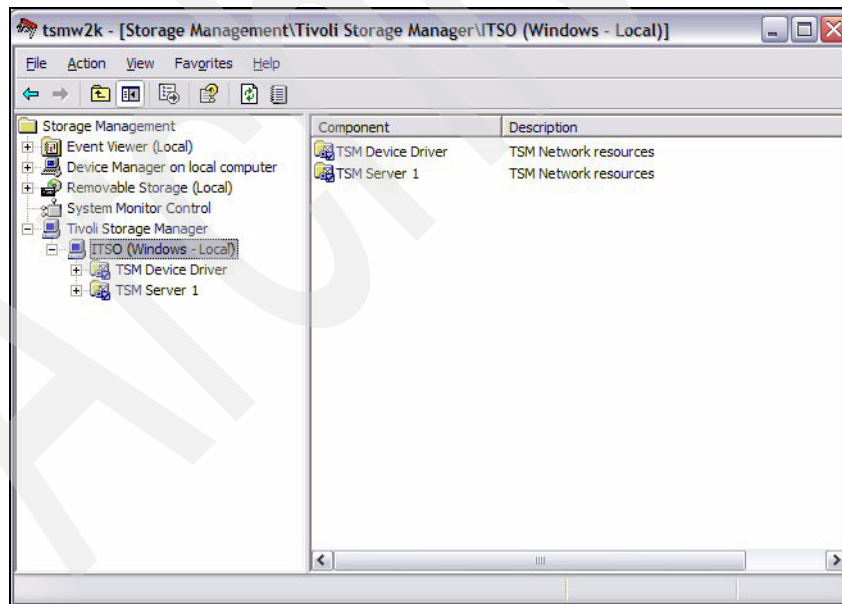 tsmw2k - [Storage Management\Tivoli Storage Manager\ITSO (Windows - Local)]
File Action View Favorites Help
Storage Management
Event Viewer (Local)
Device Manager on local computer
Removable Storage (Local)
System Monitor Control
Tivoli Storage Manager
ITSO (Windows - Local)
TSM Device Driver
TSM Server 1
Component Description
TSM Device Driver TSM Network resources
TSM Server 1 TSM Network resources